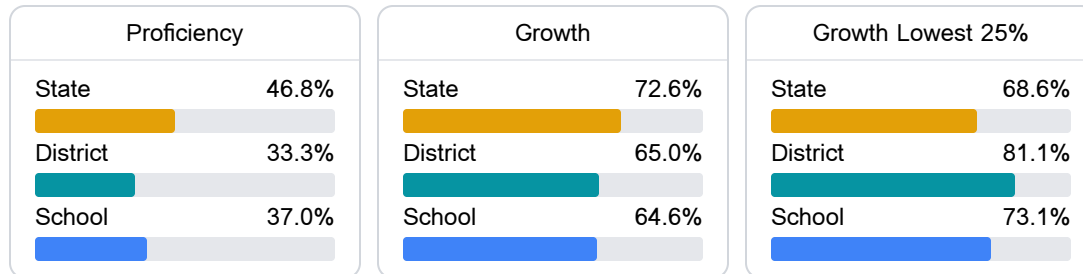 Proficiency
State 46.8%
District 33.3%
School 37.0%
Growth
State 72.6%
District 65.0%
School 64.6%
Growth Lowest 25%
State 68.6%
District 81.1%
School 73.1%